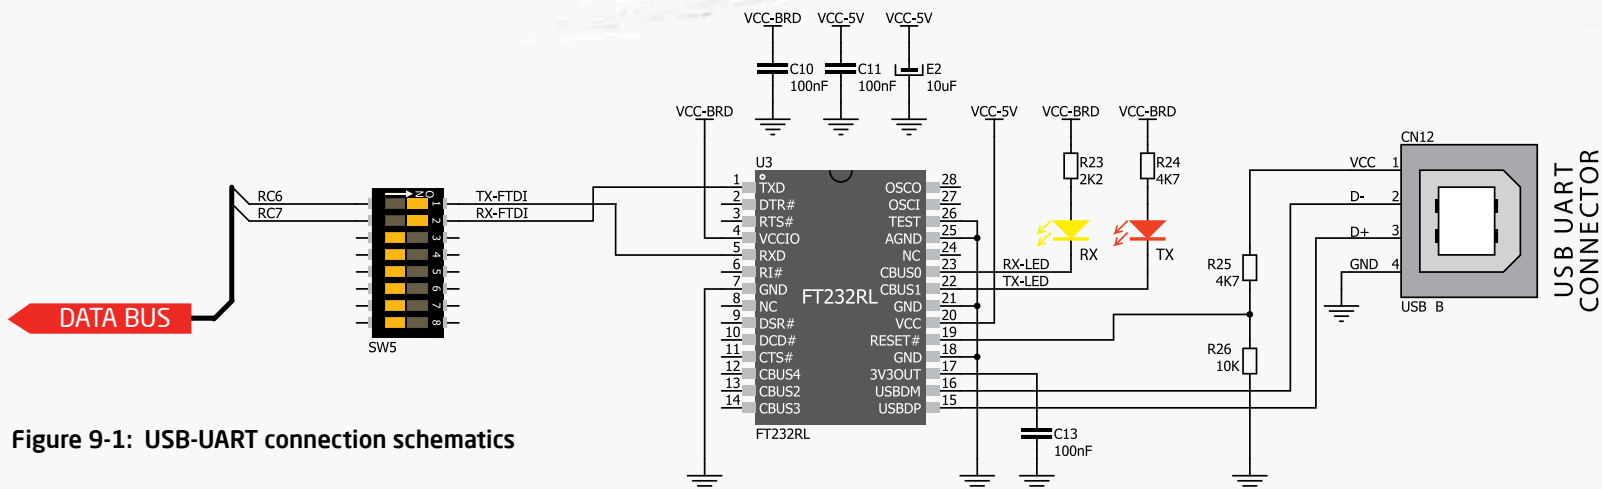 VCC-BRD VCC-5V VCC-5V
C10 100nF
C11 100nF
E2 10uF
VCC-BRD
VCC-5V VCC-BRD VCC-BRD
R23 2K2
R24 4K7
RX
TX
RX-LED
TX-LED
U3
1 TXD
2 DTR#
3 RTS#
4 VCCIO
5 RXD
6 RI#
7 GND
8 NC
9 DSR#
10 DCD#
11 CTS#
12 CBUS4
13 CBUS2
14 CBUS3
FT232RL
OSCO 28
OSCI 27
TEST 26
AGND 25
NC 24
CBUS0 23
CBUS1 22
GND 21
VCC 20
RESET# 19
GND 18
3V3OUT 17
USBDM 16
USBDP 15
FT232RL
RC6
RC7
TX-FTDI
RX-FTDI
ON
1
2
3
4
5
6
7
8
SW5
DATA BUS
C13 100nF
R25 4K7
R26 10K
CN12
VCC 1
D- 2
D+ 3
GND 4
USB B
USB UART
CONNECTOR
Figure 9-1: USB-UART connection schematics